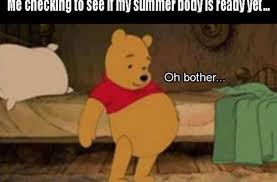 Me checking to see if my summer body is ready yet...
Oh bother...